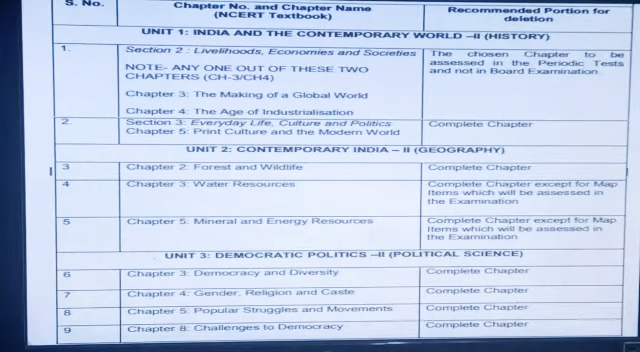 S. No.
Chapter No. and Chapter Name
(NCERT Textbook)
Recommended Portion for
deletion
UNIT 1: INDIA AND THE CONTEMPORARY WORLD –II (HISTORY)
1.
Section 2 : Livelihoods, Economies and Societies
NOTE- ANY ONE OUT OF THESE TWO
CHAPTERS (CH-3/CH4)
Chapter 3: The Making of a Global World
Chapter 4: The Age of Industrialisation
The chosen Chapter to be
assessed in the Periodic Tests
and not in Board Examination.
2.
Section 3: Everyday Life, Culture and Politics
Chapter 5: Print Culture and the Modern World
Complete Chapter
UNIT 2: CONTEMPORARY INDIA – II (GEOGRAPHY)
3
Chapter 2: Forest and Wildlife
Complete Chapter
4
Chapter 3: Water Resources
Complete Chapter except for Map
Items which will be assessed in
the Examination
5
Chapter 5: Mineral and Energy Resources
Complete Chapter except for Map
Items which will be assessed in
the Examination
UNIT 3: DEMOCRATIC POLITICS –II (POLITICAL SCIENCE)
6
Chapter 3: Democracy and Diversity
Complete Chapter
7
Chapter 4: Gender, Religion and Caste
Complete Chapter
8
Chapter 5: Popular Struggles and Movements
Complete Chapter
9
Chapter 8: Challenges to Democracy
Complete Chapter